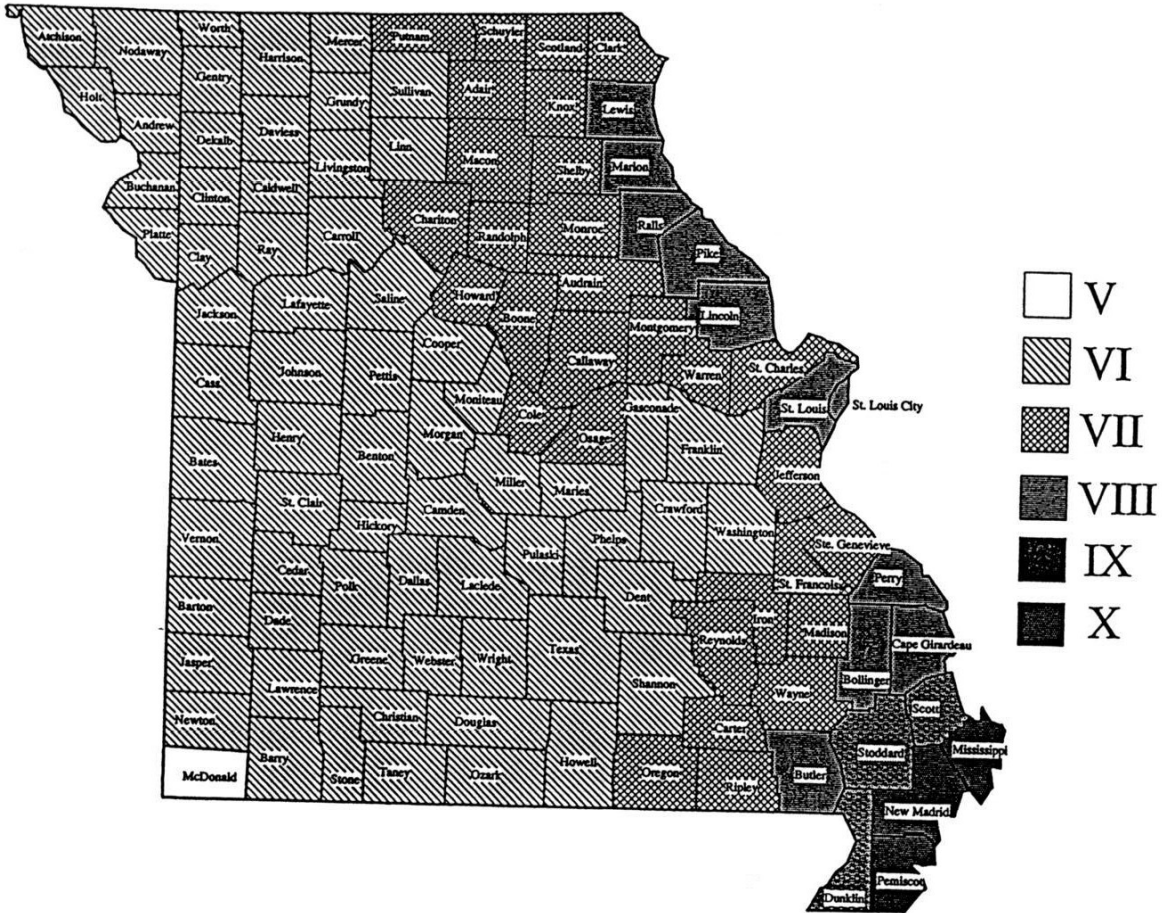 Atchison
Nodaway
Worth
Harrison
Mercer
Putnam
Schuyler
Scotland
Clark
Gentry
Sullivan
Adair
Holt
Grundy
Knox
Lewis
Andrew
Dekalb
Daviess
Linn
Macon
Shelby
Marion
Livingston
Buchanan
Clinton
Caldwell
Chariton
Randolph
Monroe
Ralls
Platte
Clay
Ray
Carroll
Pike
Audrain
Jackson
Lafayette
Saline
Howard
Boone
Lincoln
V
Montgomery
Cooper
Callaway
VI
Cass
Johnson
Pettis
Warren
St. Charles
Moniteau
Cole
Gasconade
St. Louis
St. Louis City
Henry
Morgan
Osage
VII
Bates
Benton
Franklin
Miller
Maries
Jefferson
St. Clair
Camden
Crawford
VIII
Vernon
Hickory
Pulaski
Phelps
Washington
Ste. Genevieve
Cedar
Polk
Dallas
Laclede
St. Francois
Perry
IX
Barton
Dade
Dent
Iron
Madison
X
Jasper
Greene
Webster
Wright
Texas
Reynolds
Cape Girardeau
Lawrence
Shannon
Bollinger
Newton
Christian
Douglas
Wayne
Scott
Carter
Barry
Stone
Taney
Ozark
Howell
Oregon
Ripley
Butler
Stoddard
Mississippi
McDonald
New Madrid
Dunklin
Pemiscot